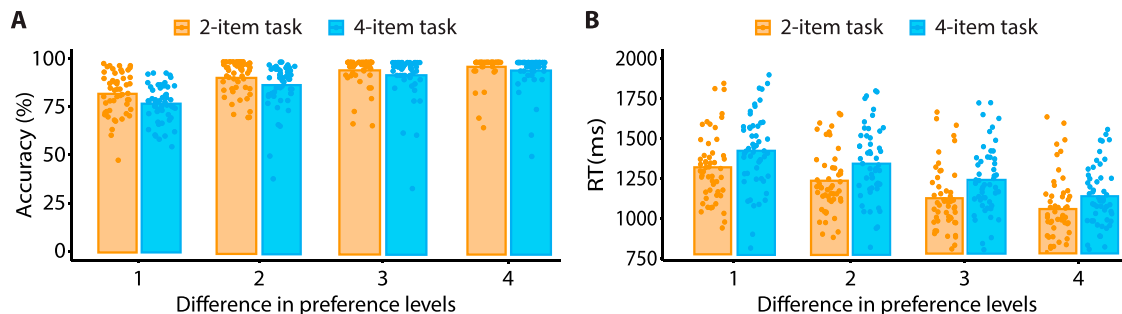 A
2-item task 4-item task
Accuracy (%)
100
75
50
25
0
1 2 3 4
Difference in preference levels
B
2-item task 4-item task
RT(ms)
2000
1750
1500
1250
1000
750
1 2 3 4
Difference in preference levels